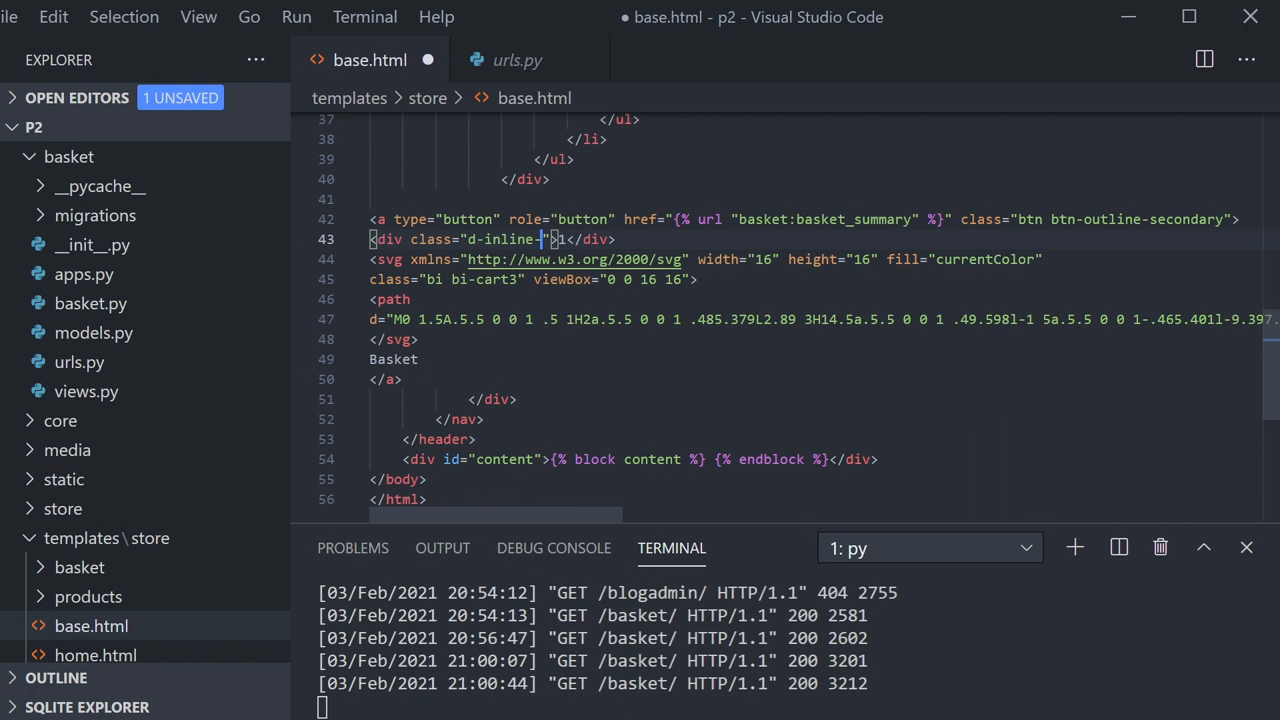 ile Edit Selection View Go Run Terminal Help ● base.html - p2 - Visual Studio Code
EXPLORER ···
OPEN EDITORS 1 UNSAVED
P2
basket
__pycache__
migrations
__init__.py
apps.py
basket.py
models.py
urls.py
views.py
core
media
static
store
templates\store
basket
products
base.html
home.html
OUTLINE
SQLITE EXPLORER
base.html ● urls.py ···
templates > store > base.html
37 </ul>
38 </li>
39 </ul>
40 </div>
41
42 <a type="button" role="button" href="{% url "basket:basket_summary" %}" class="btn btn-outline-secondary">
43 <div class="d-inline-">1</div>
44 <svg xmlns="http://www.w3.org/2000/svg" width="16" height="16" fill="currentColor"
45 class="bi bi-cart3" viewBox="0 0 16 16">
46 <path
47 d="M0 1.5A.5.5 0 0 1 .5 1H2a.5.5 0 0 1 .485.379L2.89 3H14.5a.5.5 0 0 1 .49.598l-1 5a.5.5 0 0 1-.465.401l-9.397.
48 </svg>
49 Basket
50 </a>
51 </div>
52 </nav>
53 </header>
54 <div id="content">{% block content %} {% endblock %}</div>
55 </body>
56 </html>
PROBLEMS OUTPUT DEBUG CONSOLE TERMINAL 1: py
[03/Feb/2021 20:54:12] "GET /blogadmin/ HTTP/1.1" 404 2755
[03/Feb/2021 20:54:13] "GET /basket/ HTTP/1.1" 200 2581
[03/Feb/2021 20:56:47] "GET /basket/ HTTP/1.1" 200 2602
[03/Feb/2021 21:00:07] "GET /basket/ HTTP/1.1" 200 3201
[03/Feb/2021 21:00:44] "GET /basket/ HTTP/1.1" 200 3212